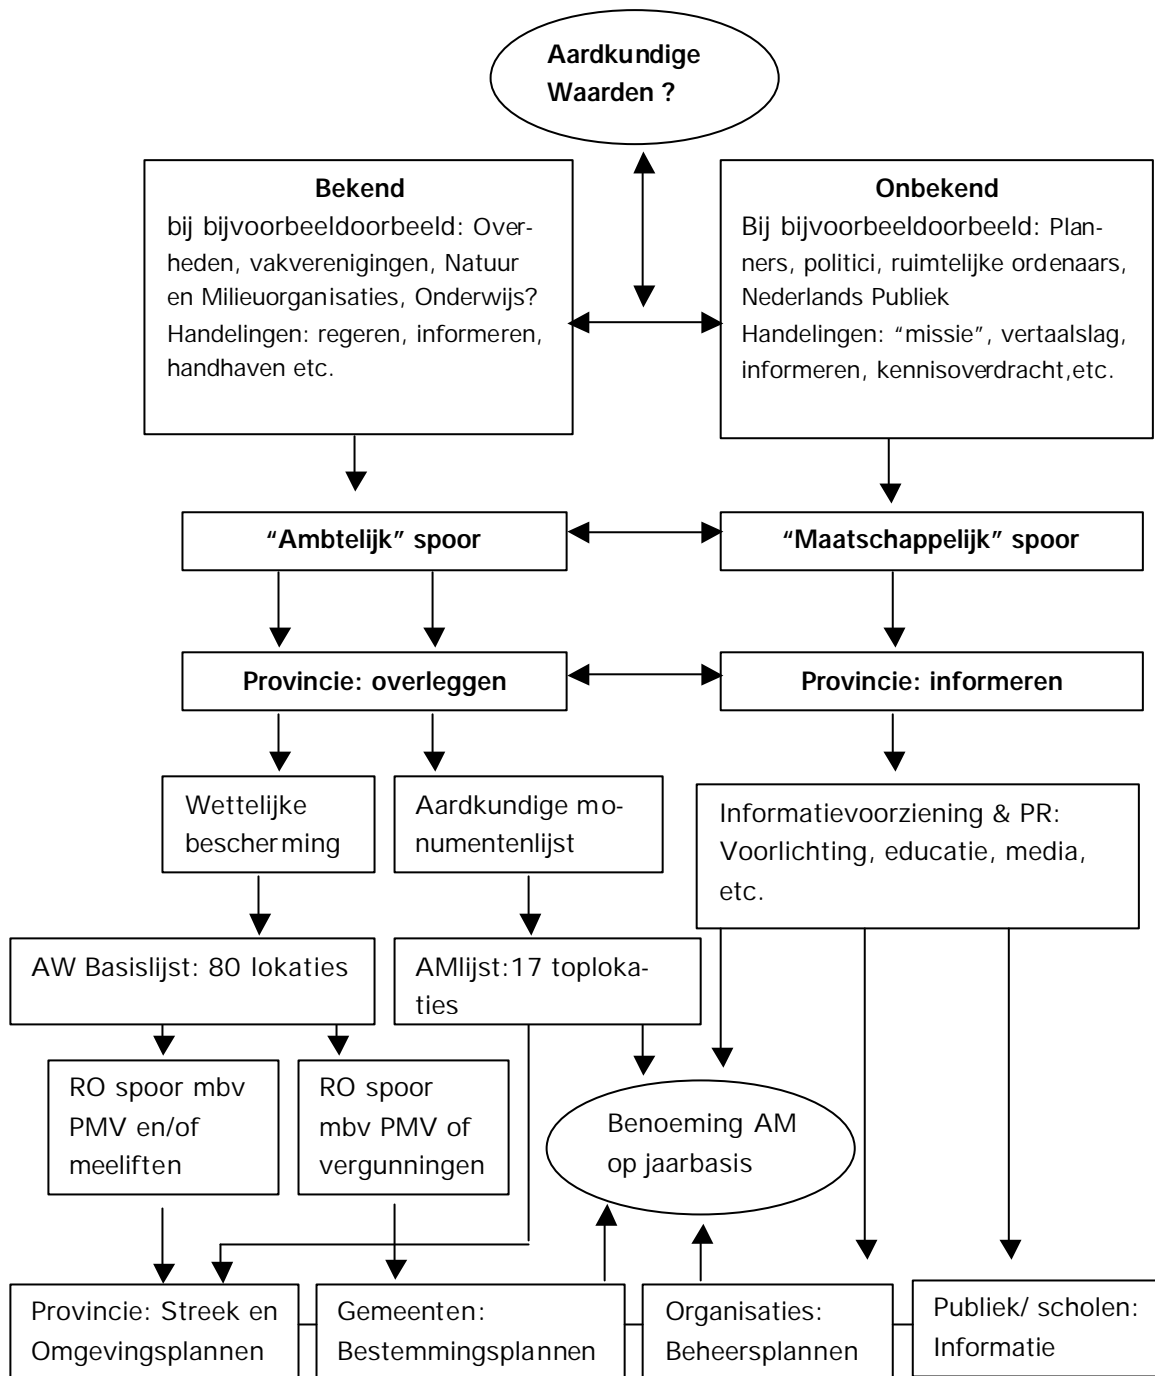 Aardkundige
Waarden ?
Bekend
bij bijvoorbeeldoorbeeld: Over-
heden, vakverenigingen, Natuur
en Milieuorganisaties, Onderwijs?
Handelingen: regeren, informeren,
handhaven etc.
Onbekend
Bij bijvoorbeeldoorbeeld: Plan-
ners, politici, ruimtelijke ordenaars,
Nederlands Publiek
Handelingen: “missie”, vertaalslag,
informeren, kennisoverdracht,etc.
“Ambtelijk” spoor
“Maatschappelijk” spoor
Provincie: overleggen
Provincie: informeren
Wettelijke
bescherming
Aardkundige mo-
numentenlijst
Informatievoorziening & PR:
Voorlichting, educatie, media,
etc.
AW Basislijst: 80 lokaties
AMlijst:17 toploka-
ties
RO spoor mbv
PMV en/of
meeliften
RO spoor
mbv PMV of
vergunningen
Benoeming AM
op jaarbasis
Provincie: Streek en
Omgevingsplannen
Gemeenten:
Bestemmingsplannen
Organisaties:
Beheersplannen
Publiek/ scholen:
Informatie